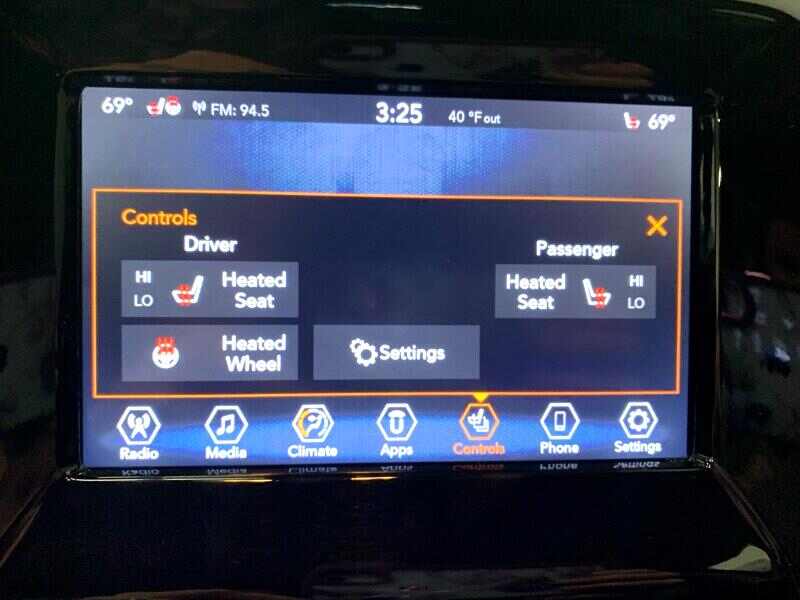 69° FM: 94.5 3:25 40 °F out 69°
Controls
Driver Passenger
HI LO Heated Seat
Heated Seat HI LO
Heated Wheel
Settings
Radio Media Climate Apps Controls Phone Settings